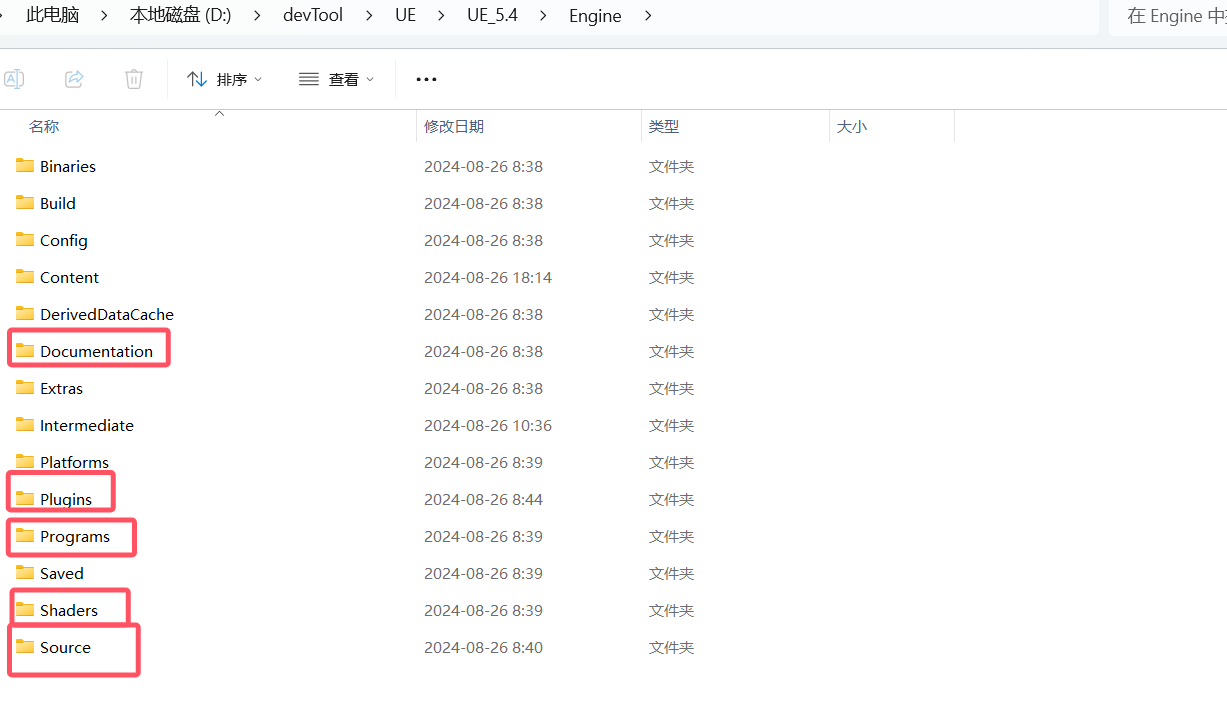 此电脑 > 本地磁盘 (D:) > devTool > UE > UE_5.4 > Engine > 在 Engine 中
排序 查看 ...
名称 修改日期 类型 大小
Binaries 2024-08-26 8:38 文件夹
Build 2024-08-26 8:38 文件夹
Config 2024-08-26 8:38 文件夹
Content 2024-08-26 18:14 文件夹
DerivedDataCache 2024-08-26 8:38 文件夹
Documentation 2024-08-26 8:38 文件夹
Extras 2024-08-26 8:38 文件夹
Intermediate 2024-08-26 10:36 文件夹
Platforms 2024-08-26 8:39 文件夹
Plugins 2024-08-26 8:44 文件夹
Programs 2024-08-26 8:39 文件夹
Saved 2024-08-26 8:39 文件夹
Shaders 2024-08-26 8:39 文件夹
Source 2024-08-26 8:40 文件夹